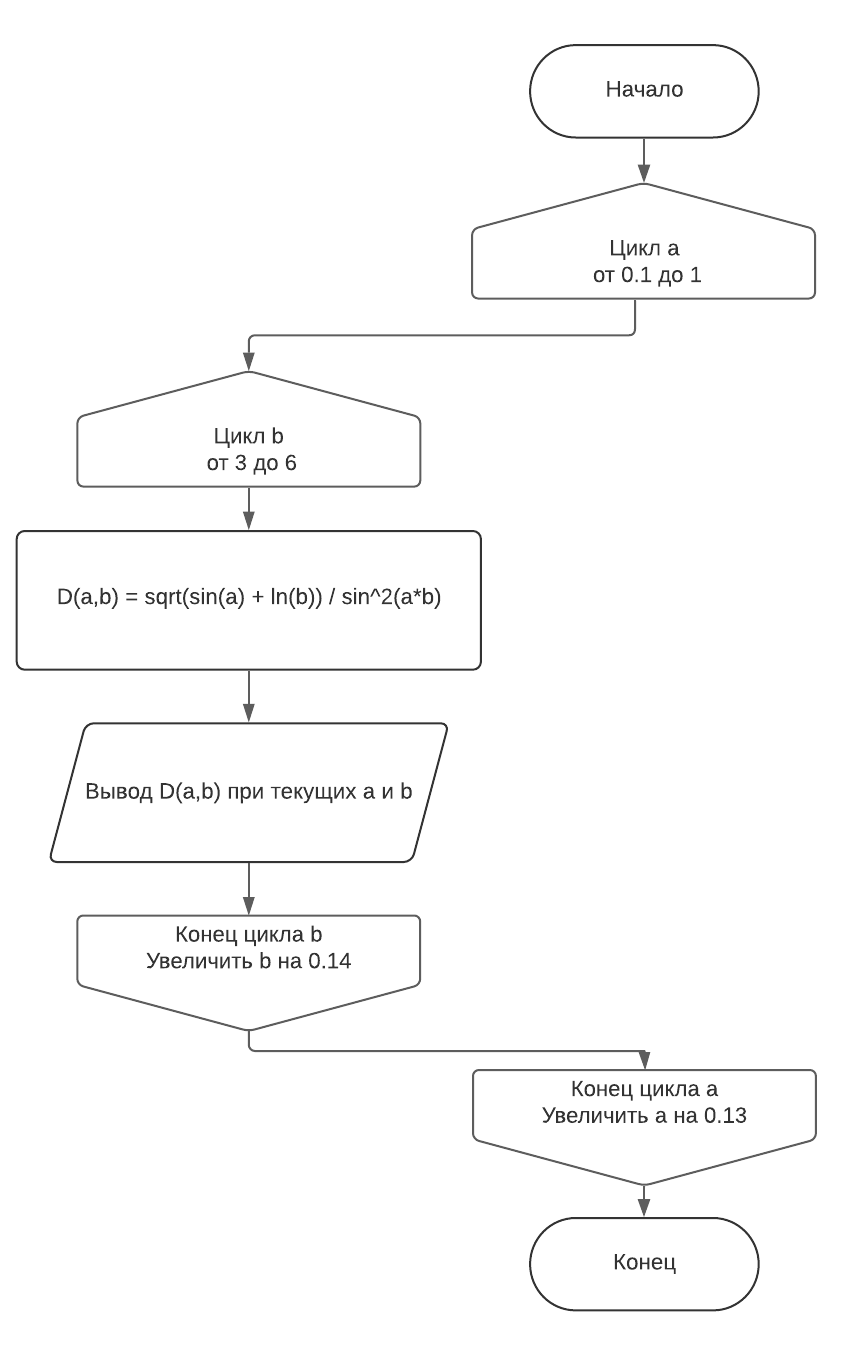 Начало
Цикл a
от 0.1 до 1
Цикл b
от 3 до 6
D(a,b) = sqrt(sin(a) + ln(b)) / sin^2(a*b)
Вывод D(a,b) при текущих a и b
Конец цикла b
Увеличить b на 0.14
Конец цикла a
Увеличить a на 0.13
Конец